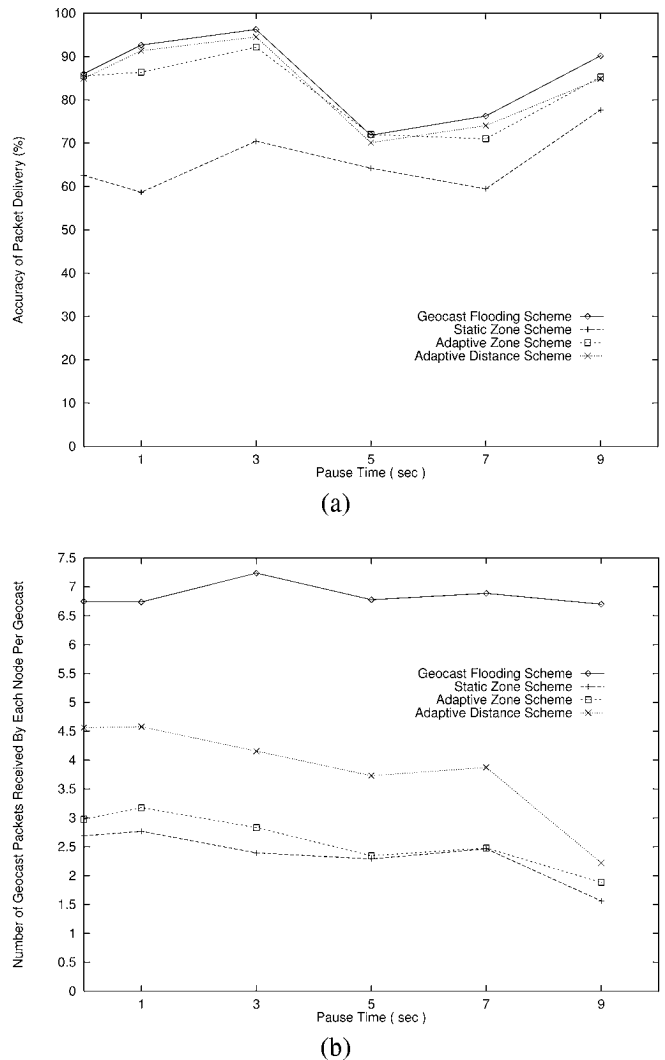 Accuracy of Packet Delivery (%)
100
90
80
70
60
50
40
30
20
10
0
Geocast Flooding Scheme
Static Zone Scheme
Adaptive Zone Scheme
Adaptive Distance Scheme
1 3 5 7 9
Pause Time ( sec )
(a)
Number of Geocast Packets Received By Each Node Per Geocast
7.5
7
6.5
6
5.5
5
4.5
4
3.5
3
2.5
2
1.5
1
0.5
0
Geocast Flooding Scheme
Static Zone Scheme
Adaptive Zone Scheme
Adaptive Distance Scheme
1 3 5 7 9
Pause Time ( sec )
(b)